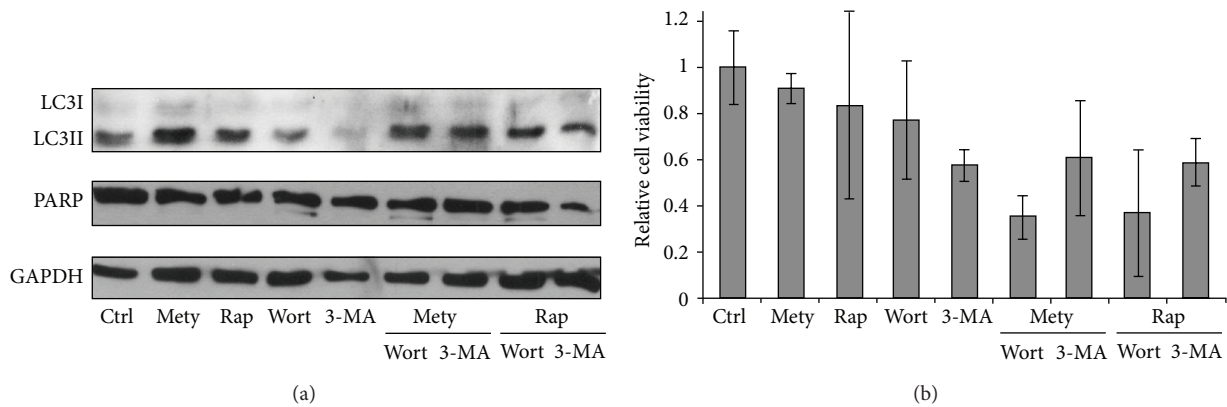 LC3I
LC3II
PARP
GAPDH
Ctrl Mety Rap Wort 3-MA Mety Rap
Wort 3-MA Wort 3-MA
(a)
Relative cell viability
1.2
1
0.8
0.6
0.4
0.2
0
Ctrl Mety Rap Wort 3-MA Mety Rap
Wort 3-MA Wort 3-MA
(b)